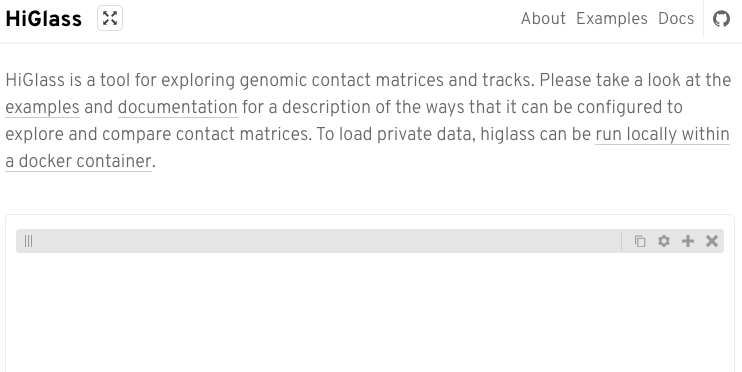 HiGlass
About Examples Docs
HiGlass is a tool for exploring genomic contact matrices and tracks. Please take a look at the
examples and documentation for a description of the ways that it can be configured to
explore and compare contact matrices. To load private data, higlass can be run locally within
a docker container.